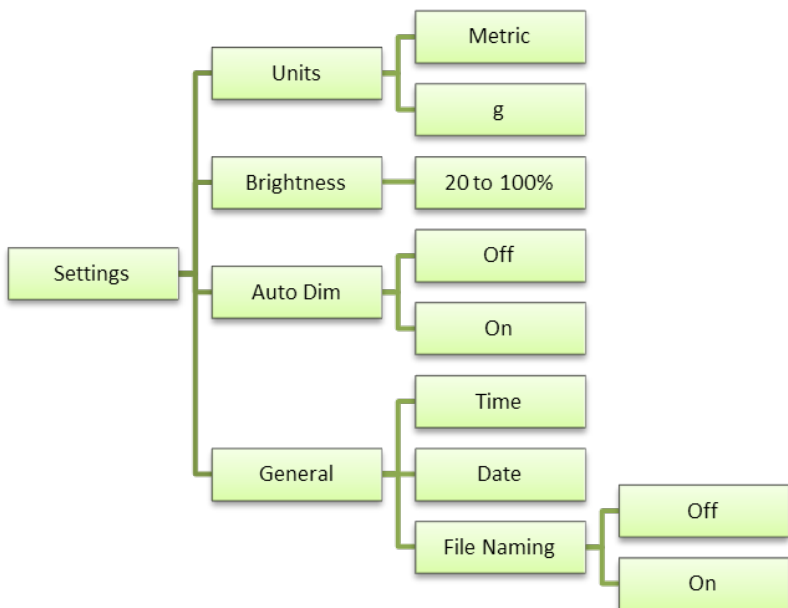 Settings
Units
Metric
g
Brightness
20 to 100%
Auto Dim
Off
On
General
Time
Date
File Naming
Off
On